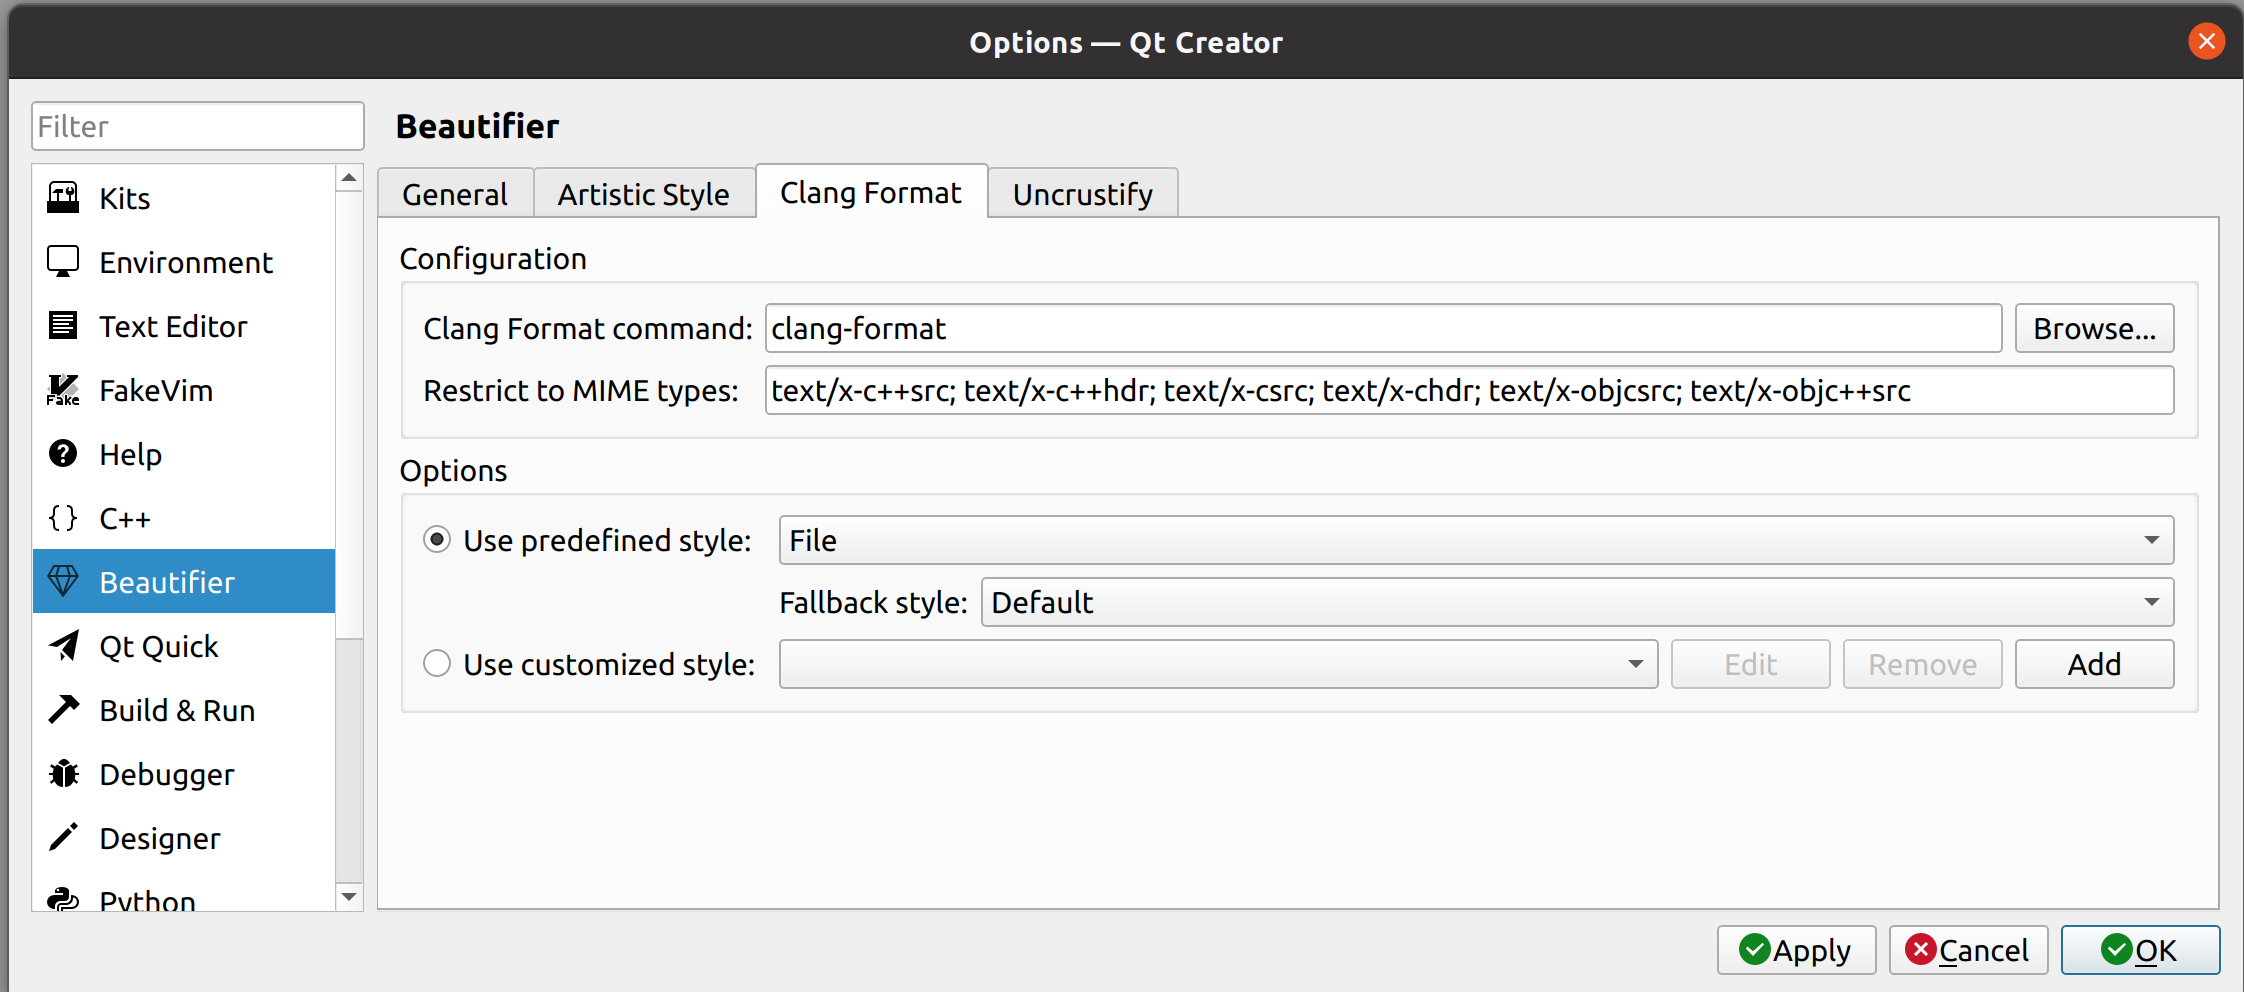 Options — Qt Creator
Filter
Kits
Environment
Text Editor
Fake
FakeVim
Help
{} C++
Beautifier
Qt Quick
Build & Run
Debugger
Designer
Python
Beautifier
General Artistic Style Clang Format Uncrustify
Configuration
Clang Format command: clang-format Browse...
Restrict to MIME types: text/x-c++src; text/x-c++hdr; text/x-csrc; text/x-chdr; text/x-objcsrc; text/x-objc++src
Options
Use predefined style: File
Fallback style: Default
Use customized style: Edit Remove Add
Apply Cancel OK